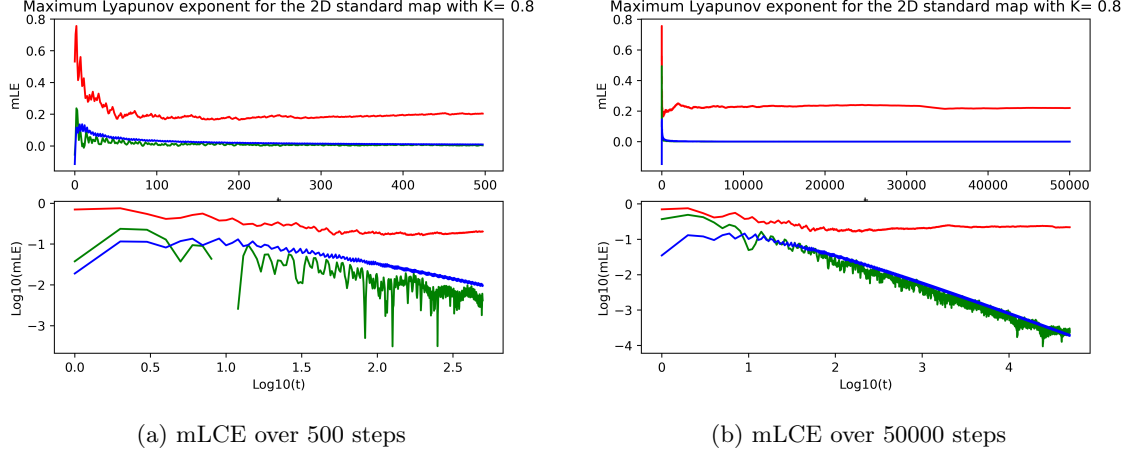 Maximum Lyapunov exponent for the 2D standard map with K= 0.8
0.8
0.6
0.4
0.2
0.0
mLE
0 100 200 300 400 500
0
−1
−2
−3
Log10(mLE)
0.0 0.5 1.0 1.5 2.0 2.5
Log10(t)
(a) mLCE over 500 steps
Maximum Lyapunov exponent for the 2D standard map with K= 0.8
0.8
0.6
0.4
0.2
0.0
mLE
0 10000 20000 30000 40000 50000
0
−1
−2
−3
−4
Log10(mLE)
0 1 2 3 4
Log10(t)
(b) mLCE over 50000 steps